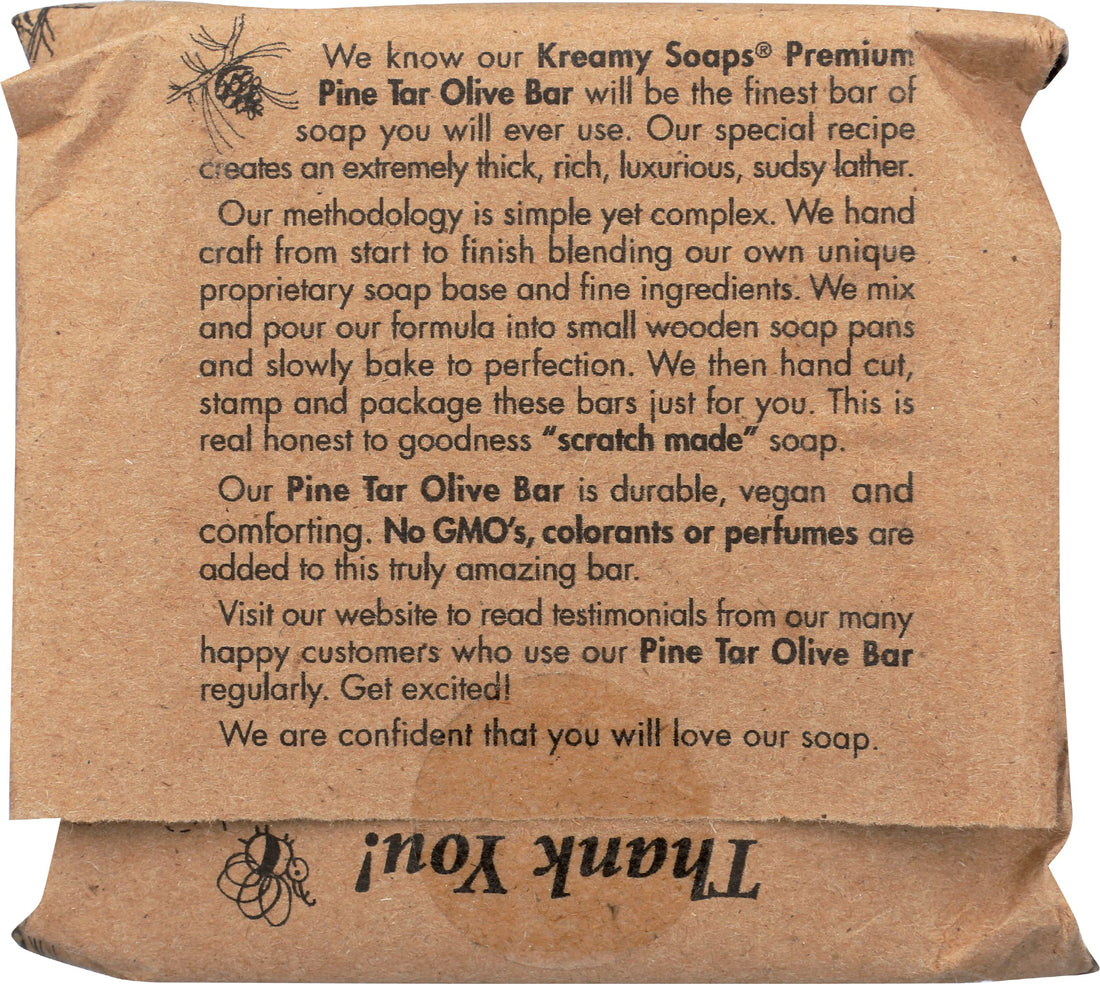 We know our Kreamy Soaps® Premium
Pine Tar Olive Bar will be the finest bar of
soap you will ever use. Our special recipe
creates an extremely thick, rich, luxurious, sudsy lather.
Our methodology is simple yet complex. We hand
craft from start to finish blending our own unique
proprietary soap base and fine ingredients. We mix
and pour our formula into small wooden soap pans
and slowly bake to perfection. We then hand cut,
stamp and package these bars just for you. This is
real honest to goodness “scratch made” soap.
Our Pine Tar Olive Bar is durable, vegan and
comforting. No GMO's, colorants or perfumes are
added to this truly amazing bar.
Visit our website to read testimonials from our many
happy customers who use our Pine Tar Olive Bar
regularly. Get excited!
We are confident that you will love our soap.
Thank You!